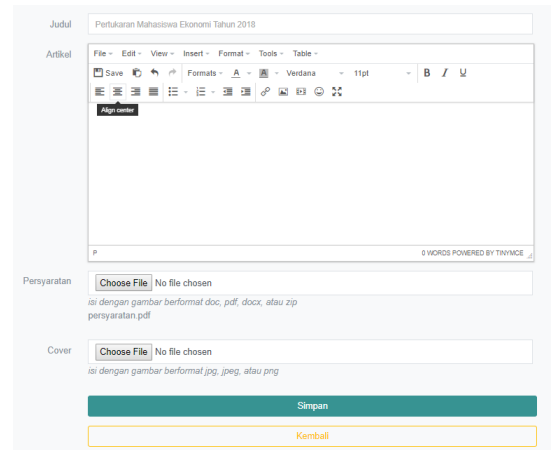 Judul Pertukaran Mahasiswa Ekonomi Tahun 2018
Artikel File Edit View Insert Format Tools Table
Save Formats A A Verdana 11pt B I U
Align center
P 0 WORDS POWERED BY TINYMCE
Persyaratan Choose File No file chosen
isi dengan gambar berformat doc, pdf, docx, atau zip
persyaratan.pdf
Cover Choose File No file chosen
isi dengan gambar berformat jpg, jpeg, atau png
Simpan
Kembali